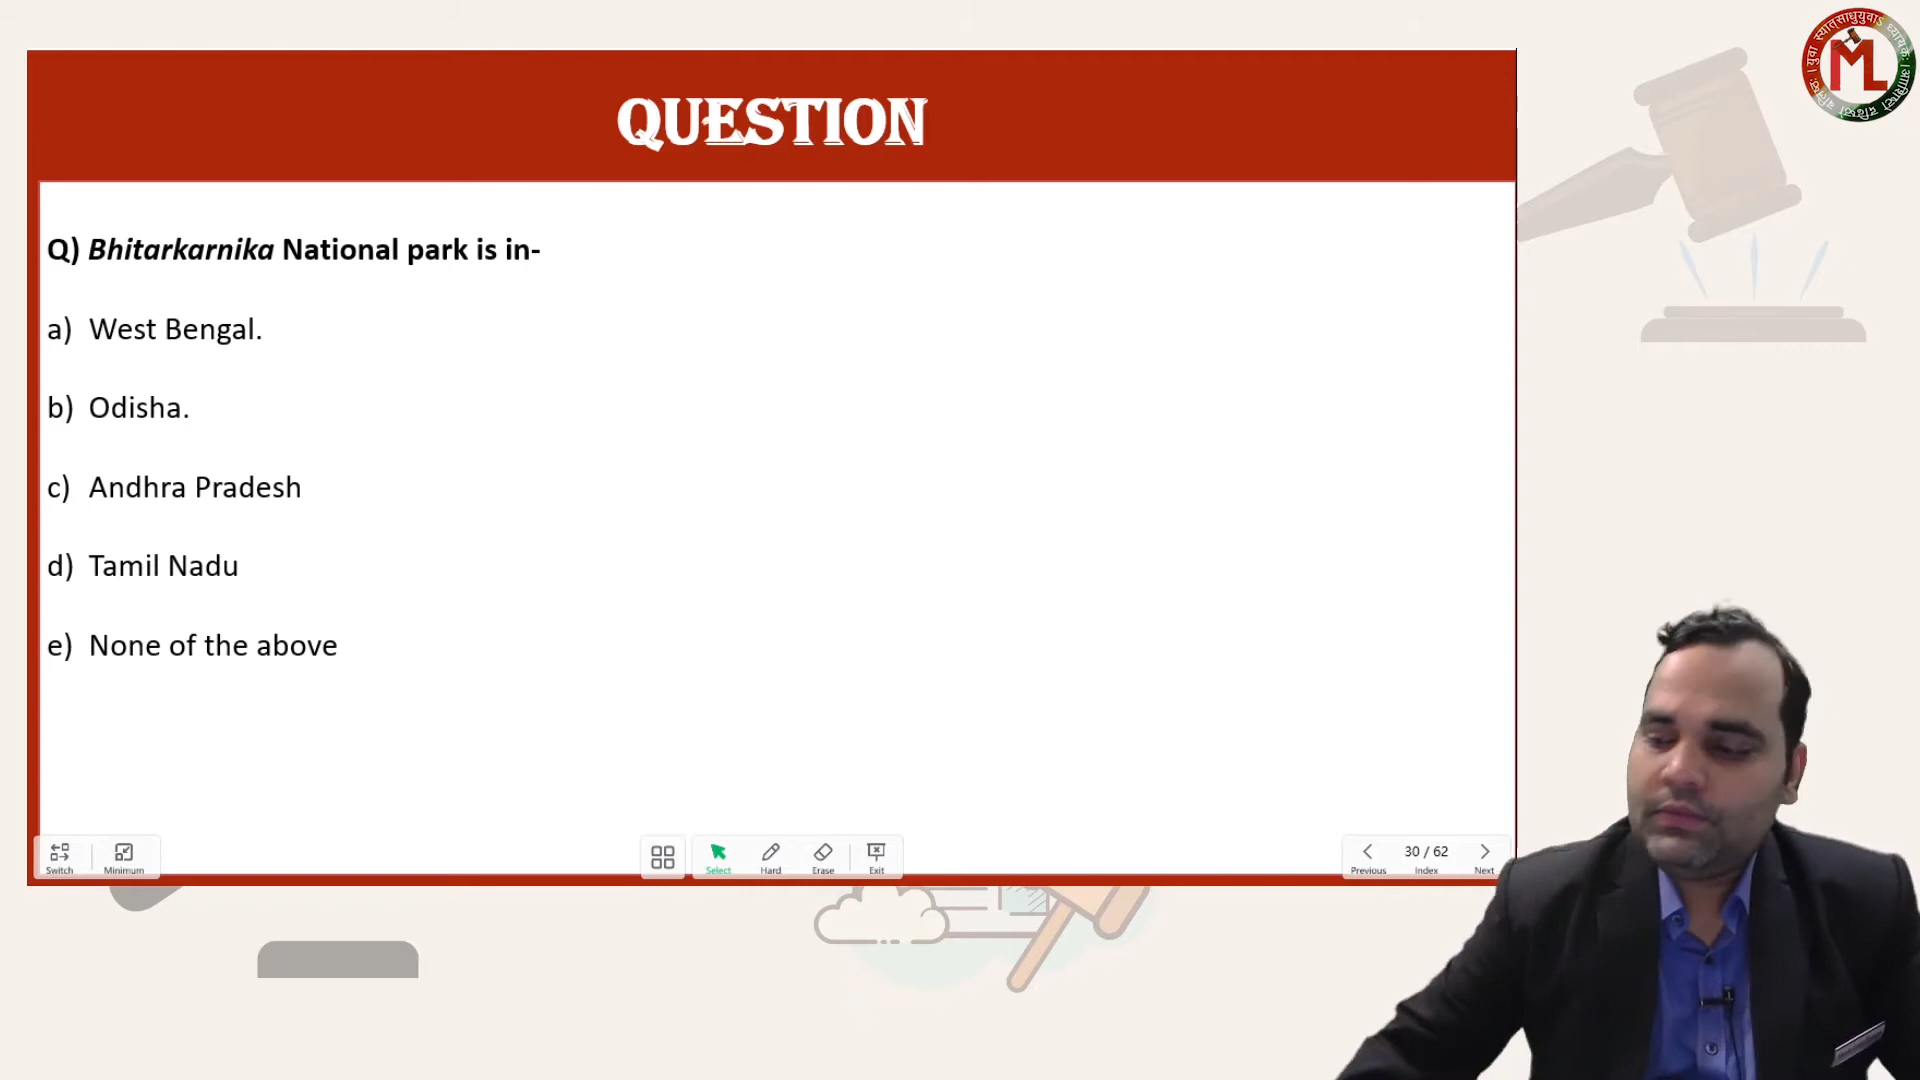 QUESTION
Q) Bhitarkarnika National park is in-
a) West Bengal.
b) Odisha.
c) Andhra Pradesh
d) Tamil Nadu
e) None of the above
Switch
Minimum
Select
Hard
Erase
Exit
30 / 62
Previous
Index
Next
ML